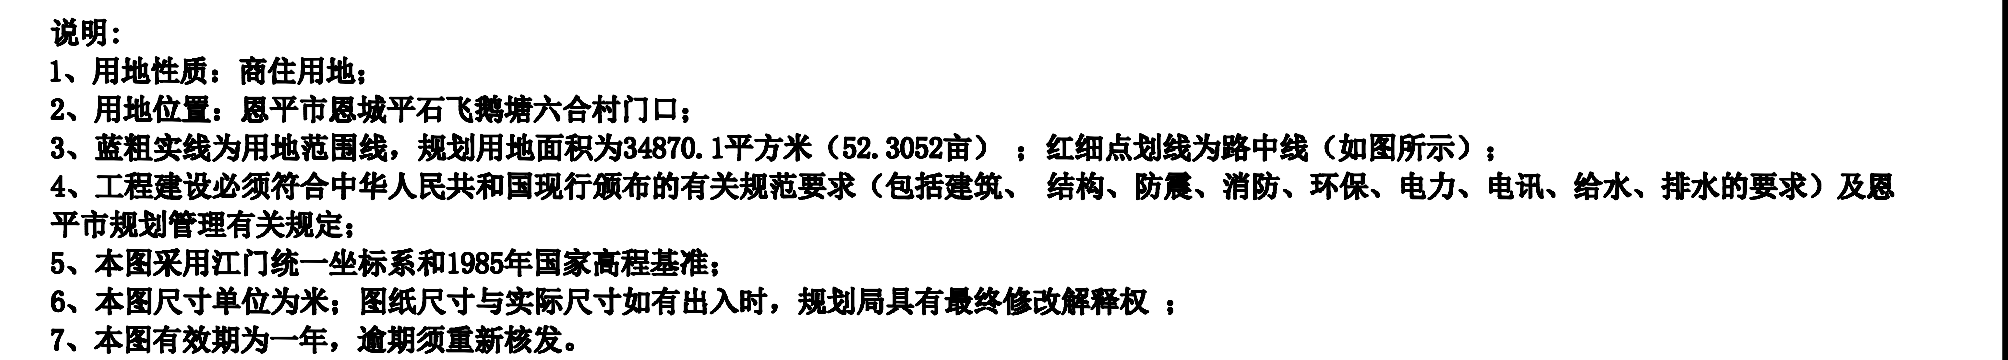 说明：
1、用地性质：商住用地；
2、用地位置：恩平市恩城平石飞鹅塘六合村门口；
3、蓝粗实线为用地范围线，规划用地面积为34870.1平方米（52.3052亩） ；红细点划线为路中线（如图所示）；
4、工程建设必须符合中华人民共和国现行颁布的有关规范要求（包括建筑、 结构、防震、消防、环保、电力、电讯、给水、排水的要求）及恩
平市规划管理有关规定；
5、本图采用江门统一坐标系和1985年国家高程基准；
6、本图尺寸单位为米；图纸尺寸与实际尺寸如有出入时，规划局具有最终修改解释权 ；
7、本图有效期为一年，逾期须重新核发。